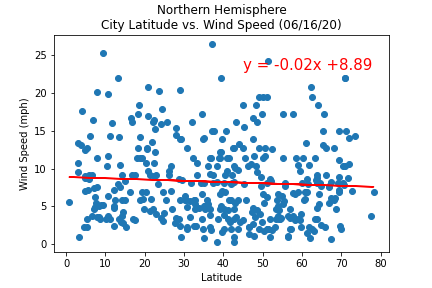 Northern Hemisphere
City Latitude vs. Wind Speed (06/16/20)
y = -0.02x +8.89
Wind Speed (mph)
25
20
15
10
5
0
0 10 20 30 40 50 60 70 80
Latitude